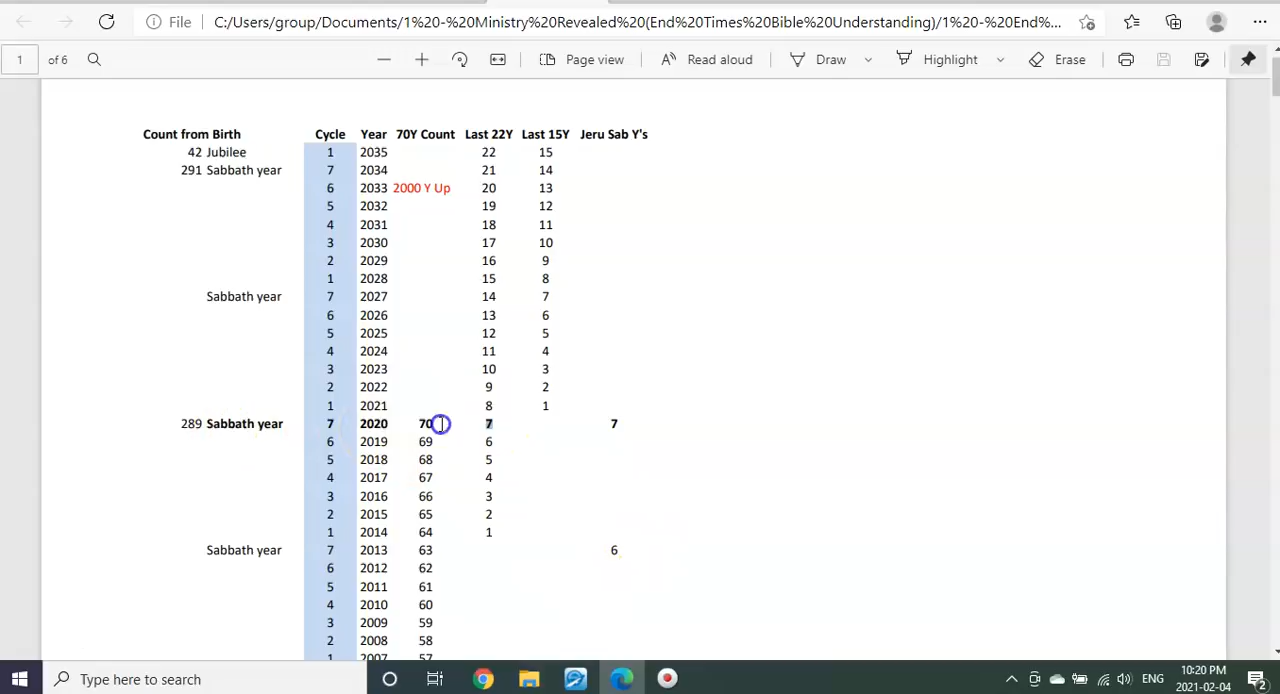 File C:/Users/group/Documents/1%20-%20Ministry%20Revealed%20(End%20Times%20Bible%20Understanding)/1%20-%20End%...
1 of 6 Page view Read aloud Draw Highlight Erase
Count from Birth Cycle Year 70Y Count Last 22Y Last 15Y Jeru Sab Y's
42 Jubilee 1 2035 22 15
291 Sabbath year 7 2034 21 14
6 2033 2000 Y Up 20 13
5 2032 19 12
4 2031 18 11
3 2030 17 10
2 2029 16 9
1 2028 15 8
Sabbath year 7 2027 14 7
6 2026 13 6
5 2025 12 5
4 2024 11 4
3 2023 10 3
2 2022 9 2
1 2021 8 1
289 Sabbath year 7 2020 70 7 7
6 2019 69 6
5 2018 68 5
4 2017 67 4
3 2016 66 3
2 2015 65 2
1 2014 64 1
Sabbath year 7 2013 63 6
6 2012 62
5 2011 61
4 2010 60
3 2009 59
2 2008 58
1 2007 57
Type here to search ENG 10:20 PM
2021-02-04 2